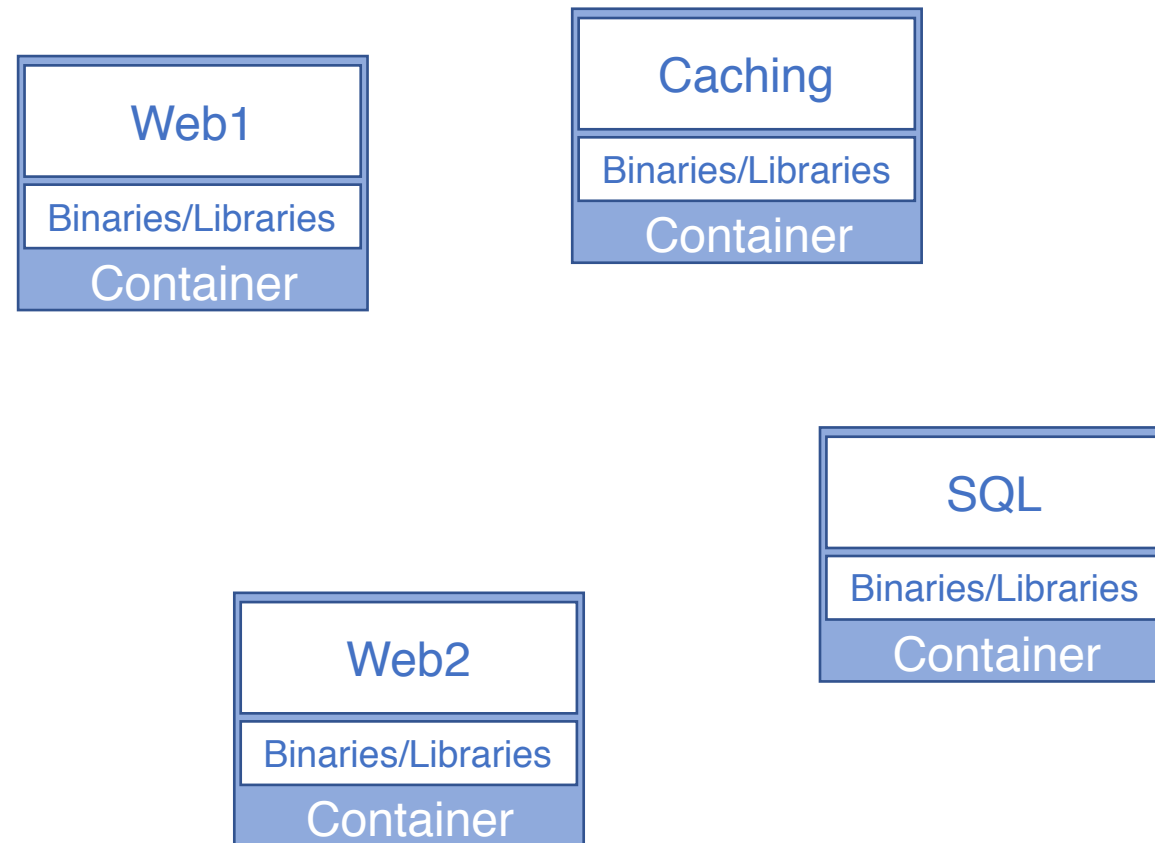 Web1
Binaries/Libraries
Container
Caching
Binaries/Libraries
Container
SQL
Binaries/Libraries
Container
Web2
Binaries/Libraries
Container